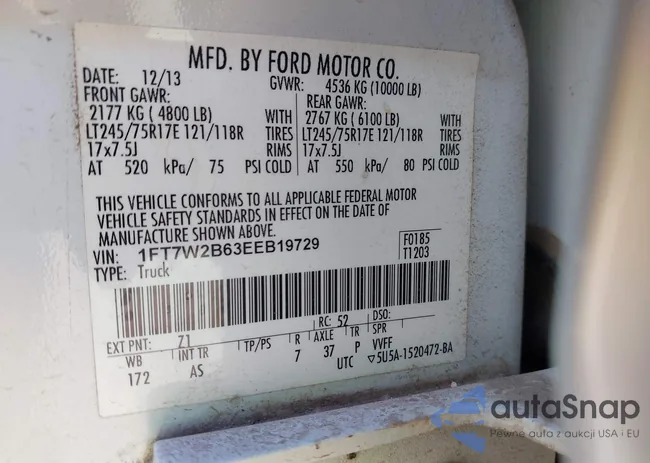 MFD. BY FORD MOTOR CO.
DATE: 12/13 GVWR: 4536 KG (10000 LB)
FRONT GAWR: REAR GAWR:
2177 KG ( 4800 LB) WITH 2767 KG ( 6100 LB) WITH
LT245/75R17E 121/118R TIRES LT245/75R17E 121/118R TIRES
17x7.5J RIMS 17x7.5J RIMS
AT 520 kPa/ 75 PSI COLD AT 550 kPa/ 80 PSI COLD
THIS VEHICLE CONFORMS TO ALL APPLICABLE FEDERAL MOTOR
VEHICLE SAFETY STANDARDS IN EFFECT ON THE DATE OF
MANUFACTURE SHOWN ABOVE.
VIN: 1FT7W2B63EEB19729 F0185
TYPE: Truck T1203
EXT PNT: Z1 RC: 52 DSO:
WB INT TR TP/PS R AXLE TR SPR
172 AS 7 37 P VVFF
UTC ▽5U5A-1520472-BA
autaSnap
Pewne auta z aukcji USA i EU